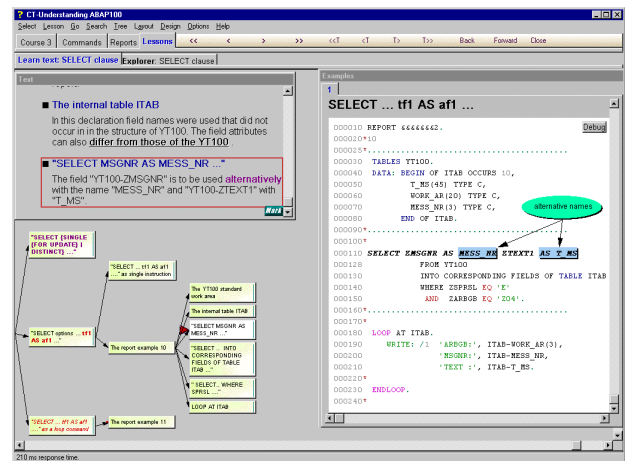 CT-Understanding ABAP100
Select Lesson Go Search Tree Layout Design Options Help
Course 3 Commands Reports Lessons << < > >> <<T <T T> T>> Back Forward Close
Learn text: SELECT clause Explorer: SELECT clause
Text
The internal table ITAB
In this declaration field names were used that did not
occur in in the structure of YT100. The field attributes
can also differ from those of the YT100 .
"SELECT MSGNR AS MESS_NR ..."
The field "YT100-ZMSGNR" is to be used alternatively
with the name "MESS_NR" and "YT100-ZTEXT1" with
"T_MS".
Mark
"SELECT {SINGLE
{FOR UPDATE} |
DISTINCT} ..."
"SELECT ... tf1 AS af1
...." as single instruction
The YT100 standard
work area
The internal table ITAB
"SELECT MSGNR AS
MESS_NR ..."
"SELECT options ... tf1
AS af1 ..."
The report example 10
"SELECT ... INTO
CORRESPONDING
FIELDS OF TABLE
ITAB ..."
" SELECT.. WHERE
SPRSL ..."
LOOP AT ITAB
"SELECT ... tf1 AS af1
...." as a loop command
The report example 11
Examples
1
SELECT ... tf1 AS af1 ...
Debug
000010 REPORT &&&&&&2.
000020*10
000025*...................................
000030 TABLES YT100.
000040 DATA: BEGIN OF ITAB OCCURS 10,
000050 T_MS(45) TYPE C,
000060 WORK_AR(20) TYPE C,
000070 MESS_NR(3) TYPE C,
000080 END OF ITAB.
alternative names
000090*...................................
000100*
000110 SELECT ZMSGNR AS MESS_NR ZTEXT1 AS T_MS
000120 FROM YT100
000130 INTO CORRESPONDING FIELDS OF TABLE ITAB
000140 WHERE ZSPRSL EQ 'E'
000150 AND ZARBGB EQ 'Z04'.
000160*...................................
000170*
000180 LOOP AT ITAB.
000190 WRITE: /1 'ARBGB:', ITAB-WORK_AR(3),
000200 'MSGNR:', ITAB-MESS_NR,
000210 'TEXT :', ITAB-T_MS.
000220*
000230 ENDLOOP.
000240*
210 ms response time.